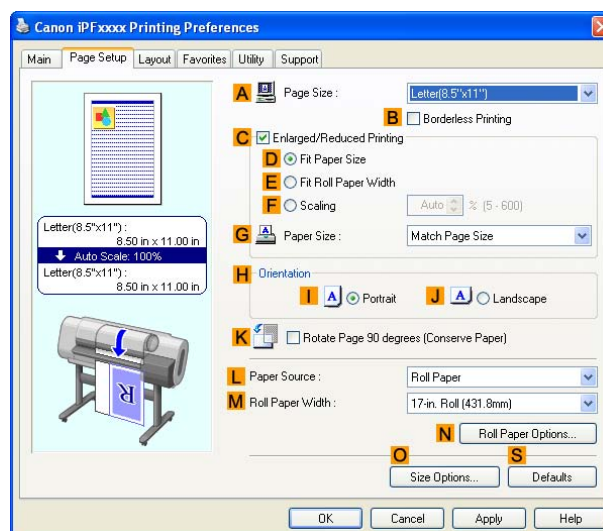 Canon iPFxxxx Printing Preferences
Main Page Setup Layout Favorites Utility Support
A Page Size : Letter(8.5"x11")
B Borderless Printing
C Enlarged/Reduced Printing
D Fit Paper Size
E Fit Roll Paper Width
F Scaling Auto % (5 - 600)
G A Paper Size : Match Page Size
Letter(8.5"x11") :
8.50 in x 11.00 in
Auto Scale: 100%
Letter(8.5"x11") :
8.50 in x 11.00 in
H Orientation
I A Portrait J A Landscape
K Rotate Page 90 degrees (Conserve Paper)
R
L Paper Source : Roll Paper
M Roll Paper Width : 17-in. Roll (431.8mm)
N Roll Paper Options...
O S
Size Options... Defaults
OK Cancel Apply Help